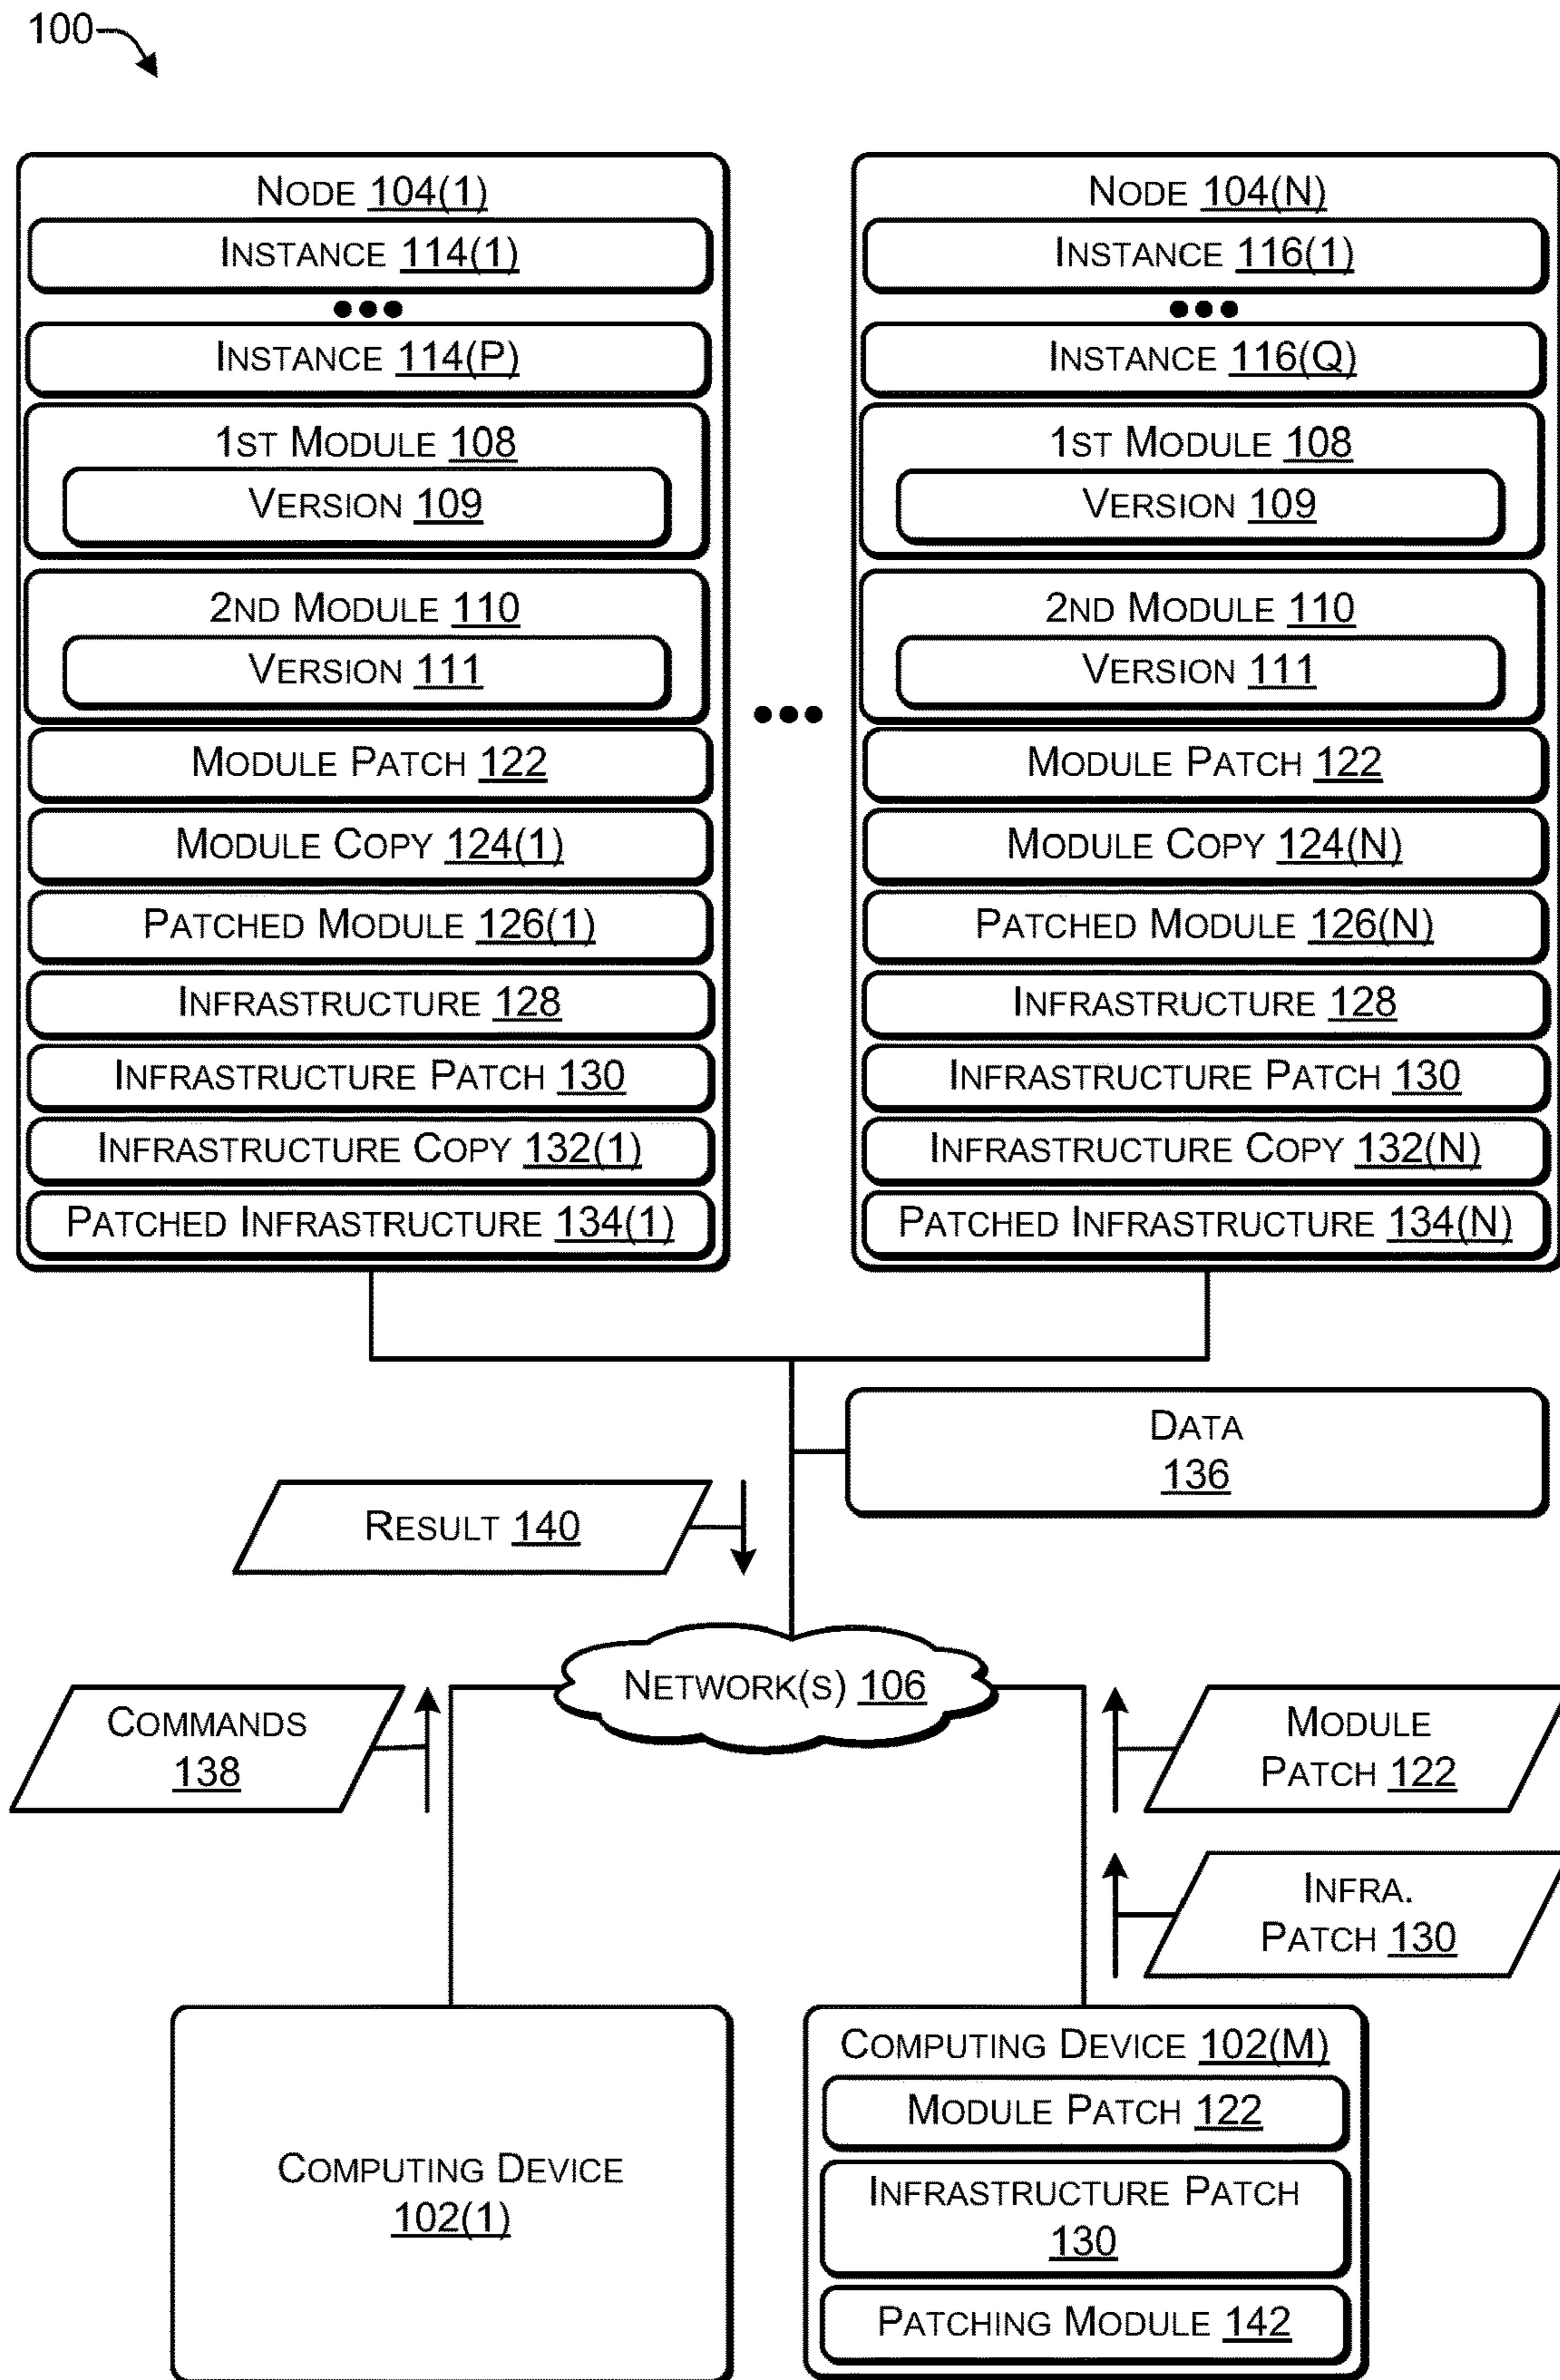 100
NODE 104(1)
INSTANCE 114(1)
•••
INSTANCE 114(P)
1ST MODULE 108
VERSION 109
2ND MODULE 110
VERSION 111
MODULE PATCH 122
MODULE COPY 124(1)
PATCHED MODULE 126(1)
INFRASTRUCTURE 128
INFRASTRUCTURE PATCH 130
INFRASTRUCTURE COPY 132(1)
PATCHED INFRASTRUCTURE 134(1)
•••
NODE 104(N)
INSTANCE 116(1)
•••
INSTANCE 116(Q)
1ST MODULE 108
VERSION 109
2ND MODULE 110
VERSION 111
MODULE PATCH 122
MODULE COPY 124(N)
PATCHED MODULE 126(N)
INFRASTRUCTURE 128
INFRASTRUCTURE PATCH 130
INFRASTRUCTURE COPY 132(N)
PATCHED INFRASTRUCTURE 134(N)
DATA
136
RESULT 140
NETWORK(S) 106
COMMANDS
138
MODULE
PATCH 122
INFRA.
PATCH 130
COMPUTING DEVICE
102(1)
COMPUTING DEVICE 102(M)
MODULE PATCH 122
INFRASTRUCTURE PATCH
130
PATCHING MODULE 142